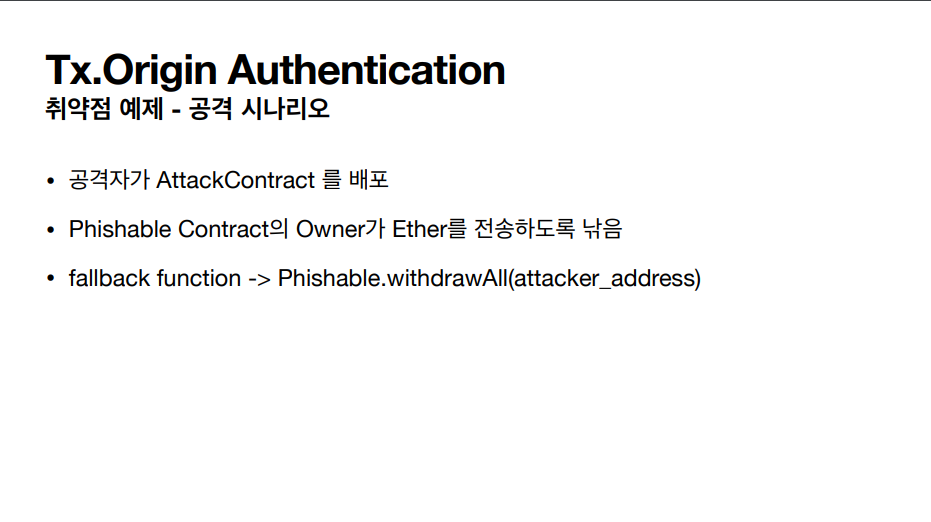 Tx.Origin Authentication
취약점 예제 - 공격 시나리오
• 공격자가 AttackContract 를 배포
• Phishable Contract의 Owner가 Ether를 전송하도록 낚음
• fallback function -> Phishable.withdrawAll(attacker_address)